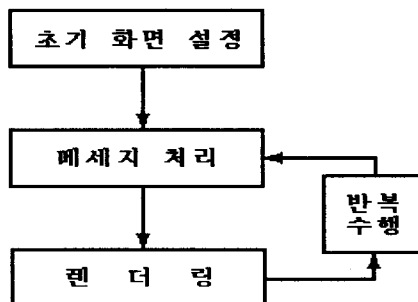 초기 화면 설정
메세지 처리
반복
수행
렌 더 링